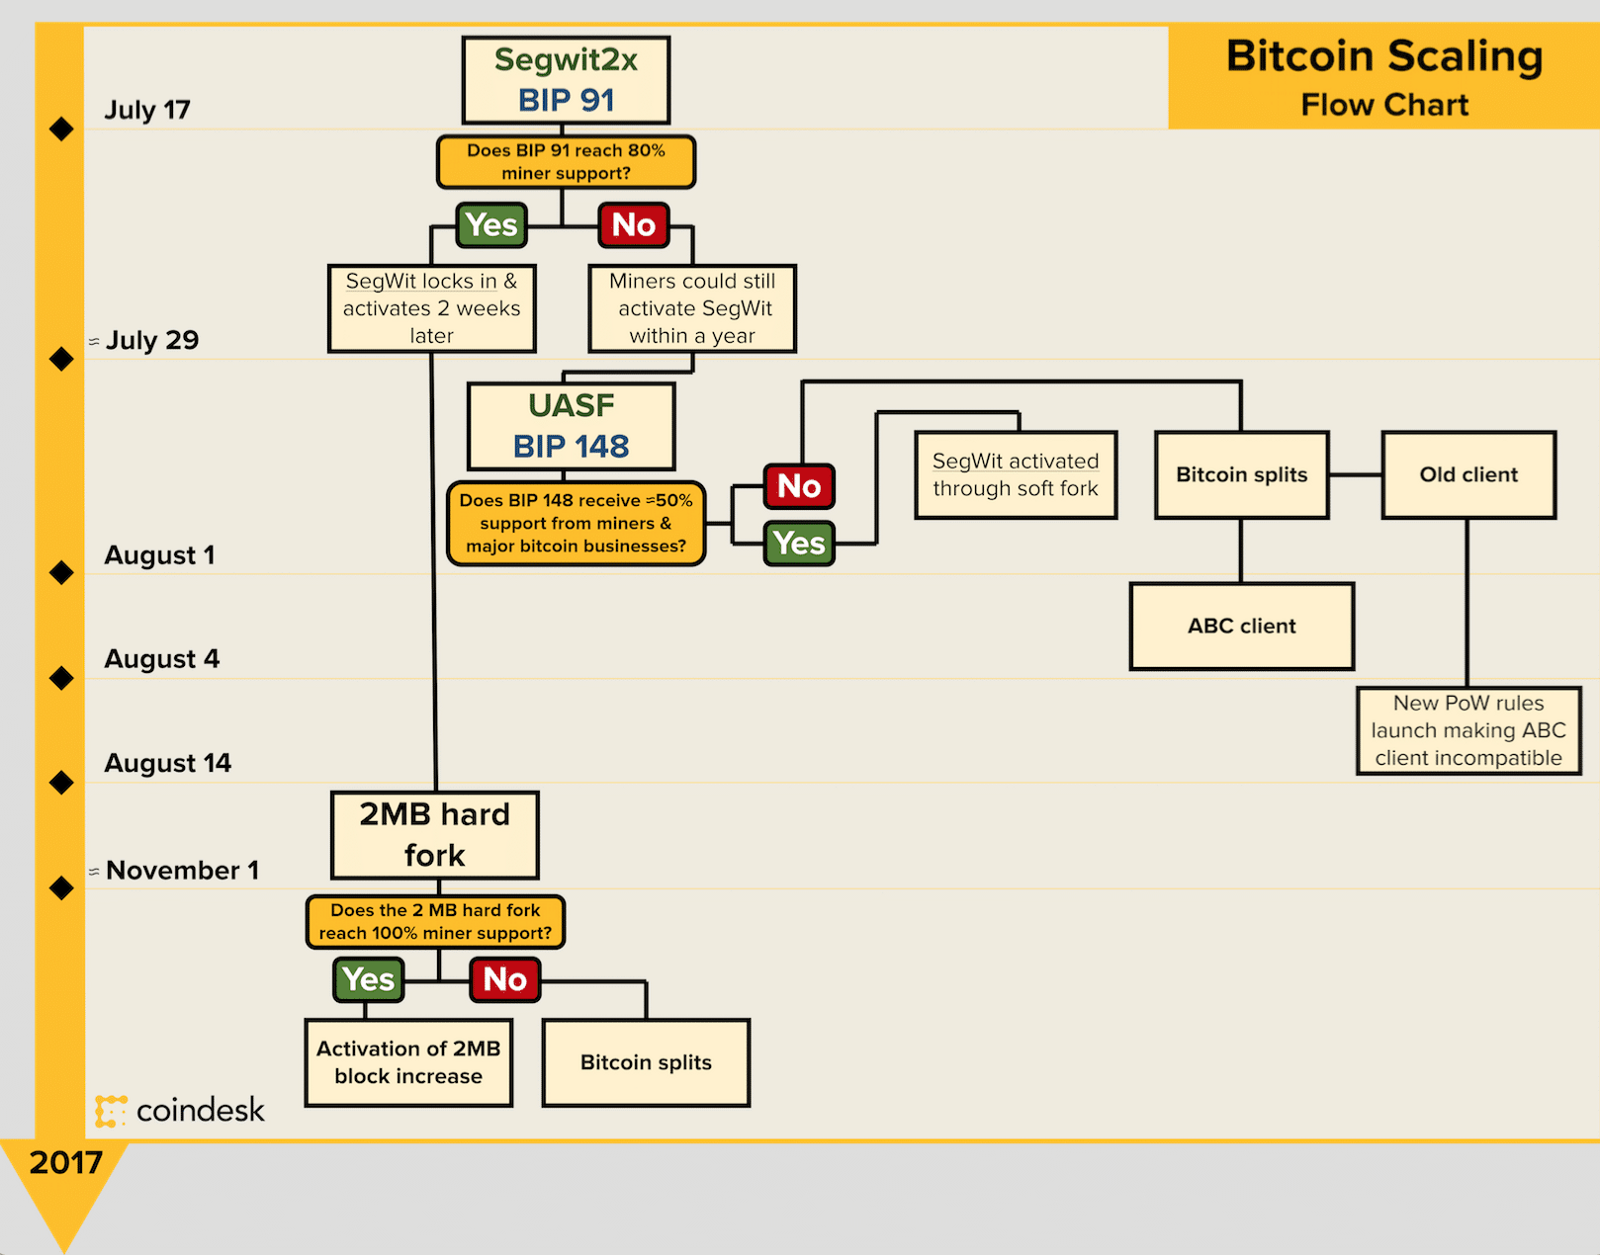 Bitcoin Scaling
Flow Chart
Segwit2x
BIP 91
July 17
Does BIP 91 reach 80%
miner support?
Yes
No
SegWit locks in &
activates 2 weeks
later
Miners could still
activate SegWit
within a year
≈ July 29
UASF
BIP 148
Does BIP 148 receive ≈50%
support from miners &
major bitcoin businesses?
No
Yes
SegWit activated
through soft fork
Bitcoin splits
Old client
August 1
ABC client
August 4
New PoW rules
launch making ABC
client incompatible
August 14
2MB hard
fork
≈ November 1
Does the 2 MB hard fork
reach 100% miner support?
Yes
No
Activation of 2MB
block increase
Bitcoin splits
coindesk
2017